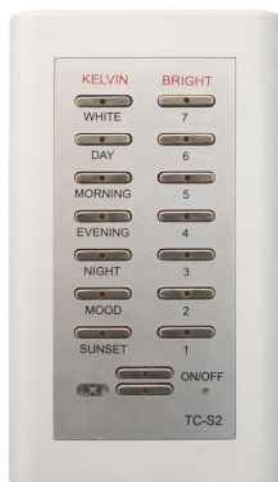 KELVIN BRIGHT
WHITE 7
DAY 6
MORNING 5
EVENING 4
NIGHT 3
MOOD 2
SUNSET 1
ON/OFF
TC-S2